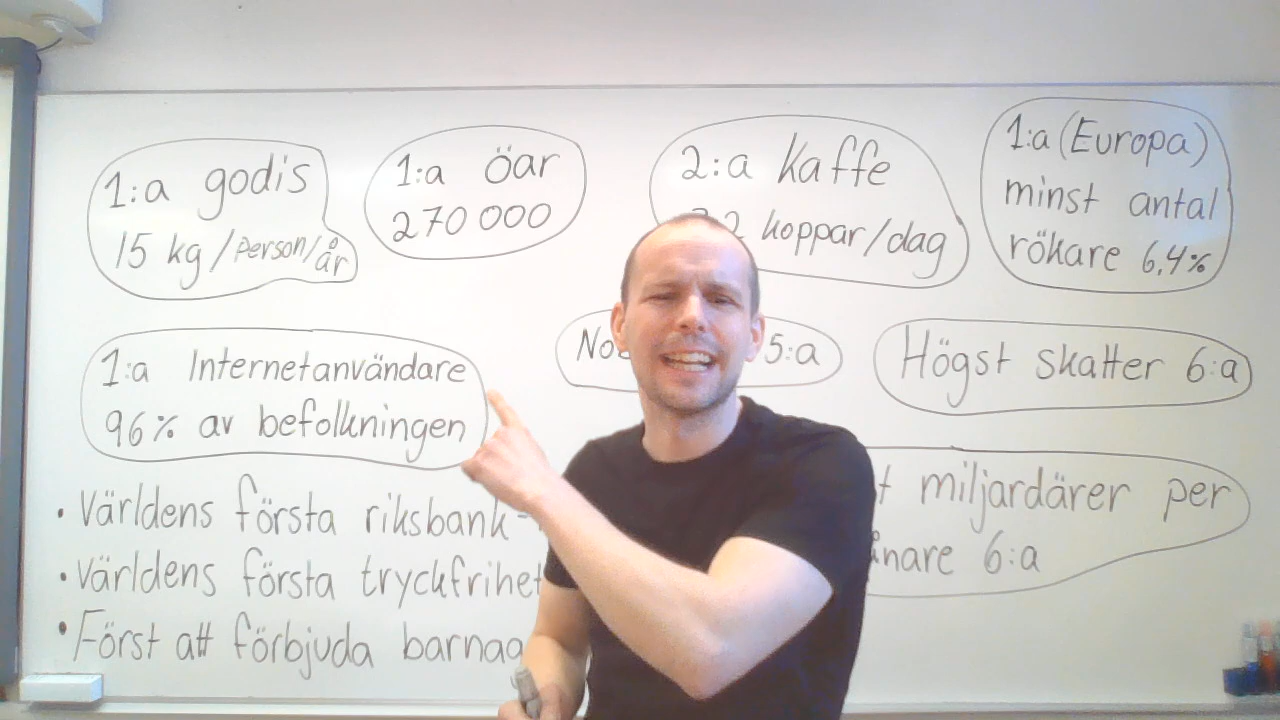 1:a godis
15 kg/person/år
1:a öar
270 000
2:a kaffe
2 koppar/dag
1:a (Europa)
minst antal
rökare 6,4%
1:a Internetanvändare
96% av befolkningen
5:a
Högst skatter 6:a
miljardärer per
6:a
• Världens första riksbank-
• Världens första tryckfrihet
• Först att förbjuda